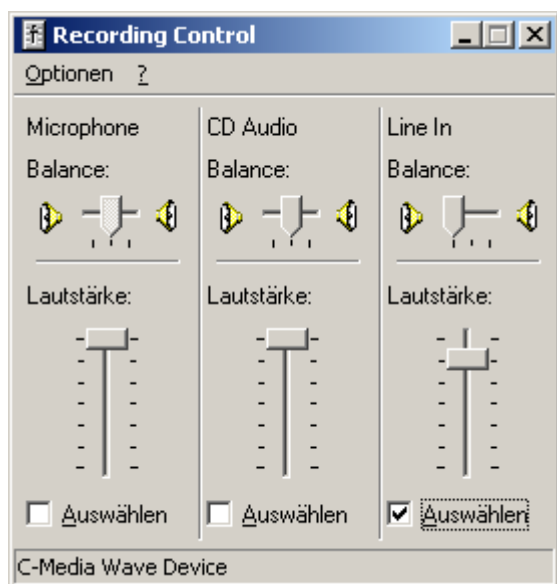 Recording Control
Optionen ?
Microphone
CD Audio
Line In
Balance:
Balance:
Balance:
Lautstärke:
Lautstärke:
Lautstärke:
Auswählen
Auswählen
Auswählen
C-Media Wave Device